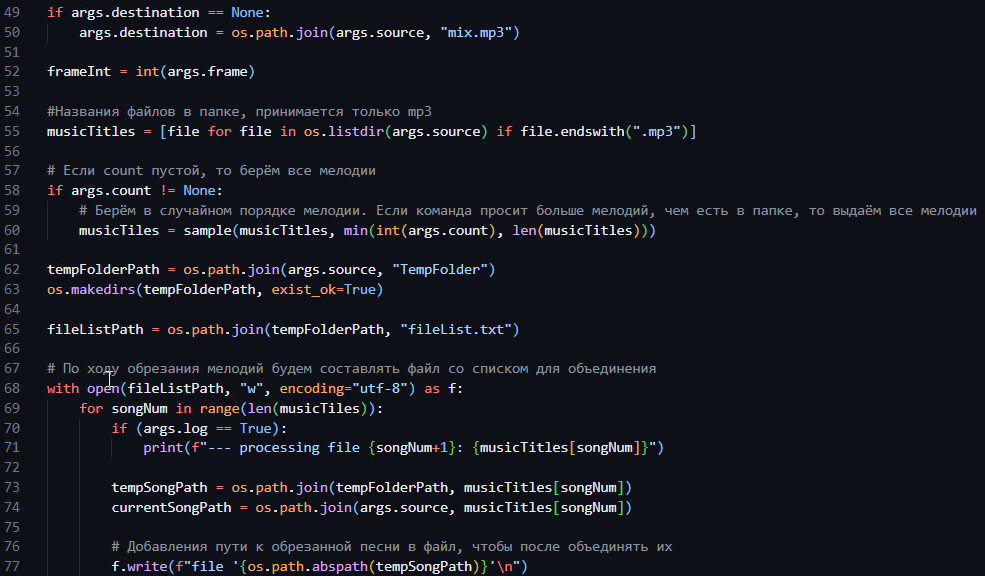 49 if args.destination == None:
50     args.destination = os.path.join(args.source, "mix.mp3")
51
52 frameInt = int(args.frame)
53
54 #Названия файлов в папке, принимается только mp3
55 musicTitles = [file for file in os.listdir(args.source) if file.endswith(".mp3")]
56
57 # Если count пустой, то берём все мелодии
58 if args.count != None:
59     # Берём в случайном порядке мелодии. Если команда просит больше мелодий, чем есть в папке, то выдаём все мелодии
60     musicTiles = sample(musicTitles, min(int(args.count), len(musicTitles)))
61
62 tempFolderPath = os.path.join(args.source, "TempFolder")
63 os.makedirs(tempFolderPath, exist_ok=True)
64
65 fileListPath = os.path.join(tempFolderPath, "fileList.txt")
66
67 # По ходу обрезания мелодий будем составлять файл со списком для объединения
68 with open(fileListPath, "w", encoding="utf-8") as f:
69     for songNum in range(len(musicTiles)):
70         if (args.log == True):
71             print(f"--- processing file {songNum+1}: {musicTitles[songNum]}")
72
73         tempSongPath = os.path.join(tempFolderPath, musicTitles[songNum])
74         currentSongPath = os.path.join(args.source, musicTitles[songNum])
75
76         # Добавления пути к обрезанной песни в файл, чтобы после объединять их
77         f.write(f"file '{os.path.abspath(tempSongPath)}'\n")